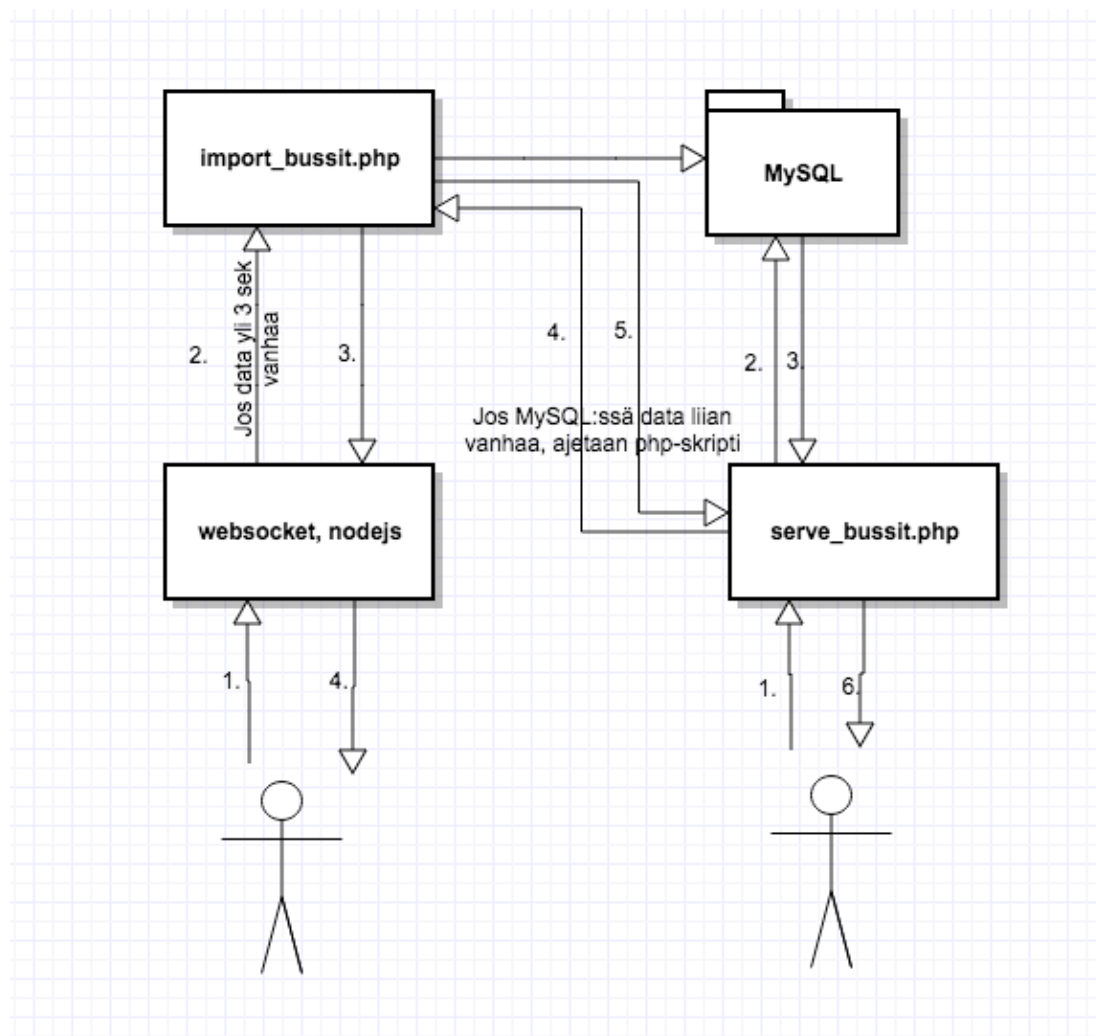 import_bussit.php
MySQL
2.
Jos data yli 3 sek
vanhaa
3.
4.
5.
2.
3.
Jos MySQL:ssä data liian
vanhaa, ajetaan php-skripti
websocket, nodejs
serve_bussit.php
1.
4.
1.
6.